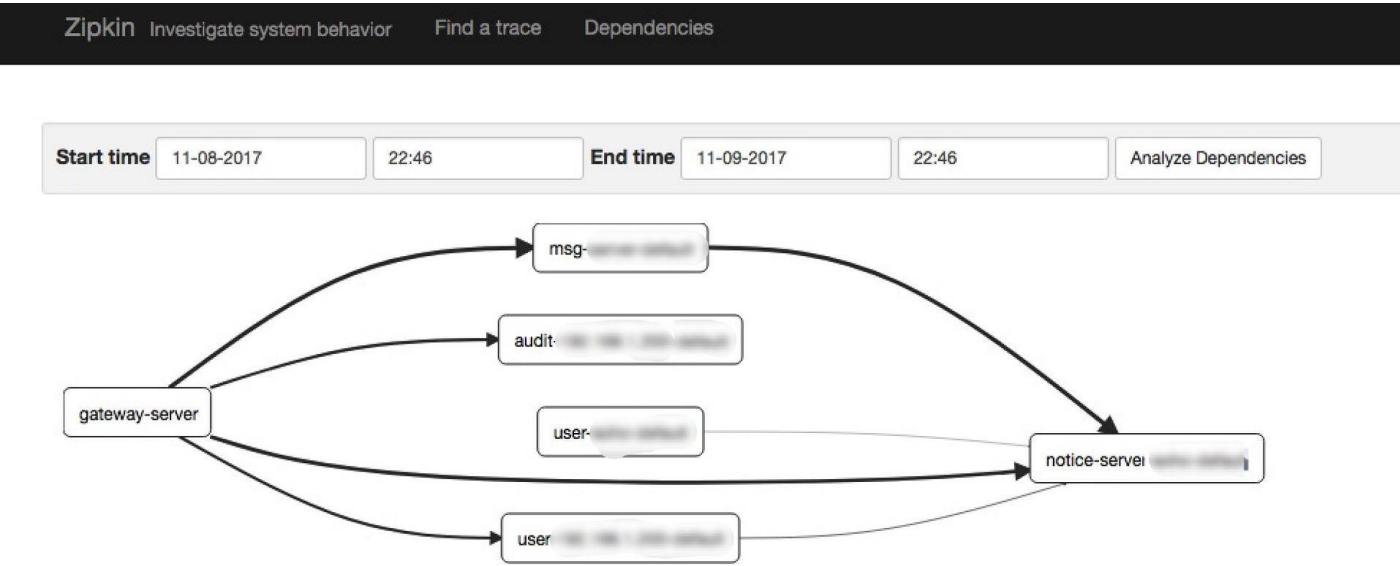 Zipkin Investigate system behavior Find a trace Dependencies
Start time 11-08-2017 22:46 End time 11-09-2017 22:46 Analyze Dependencies
msg-
audit-
gateway-server
user-
notice-server
user